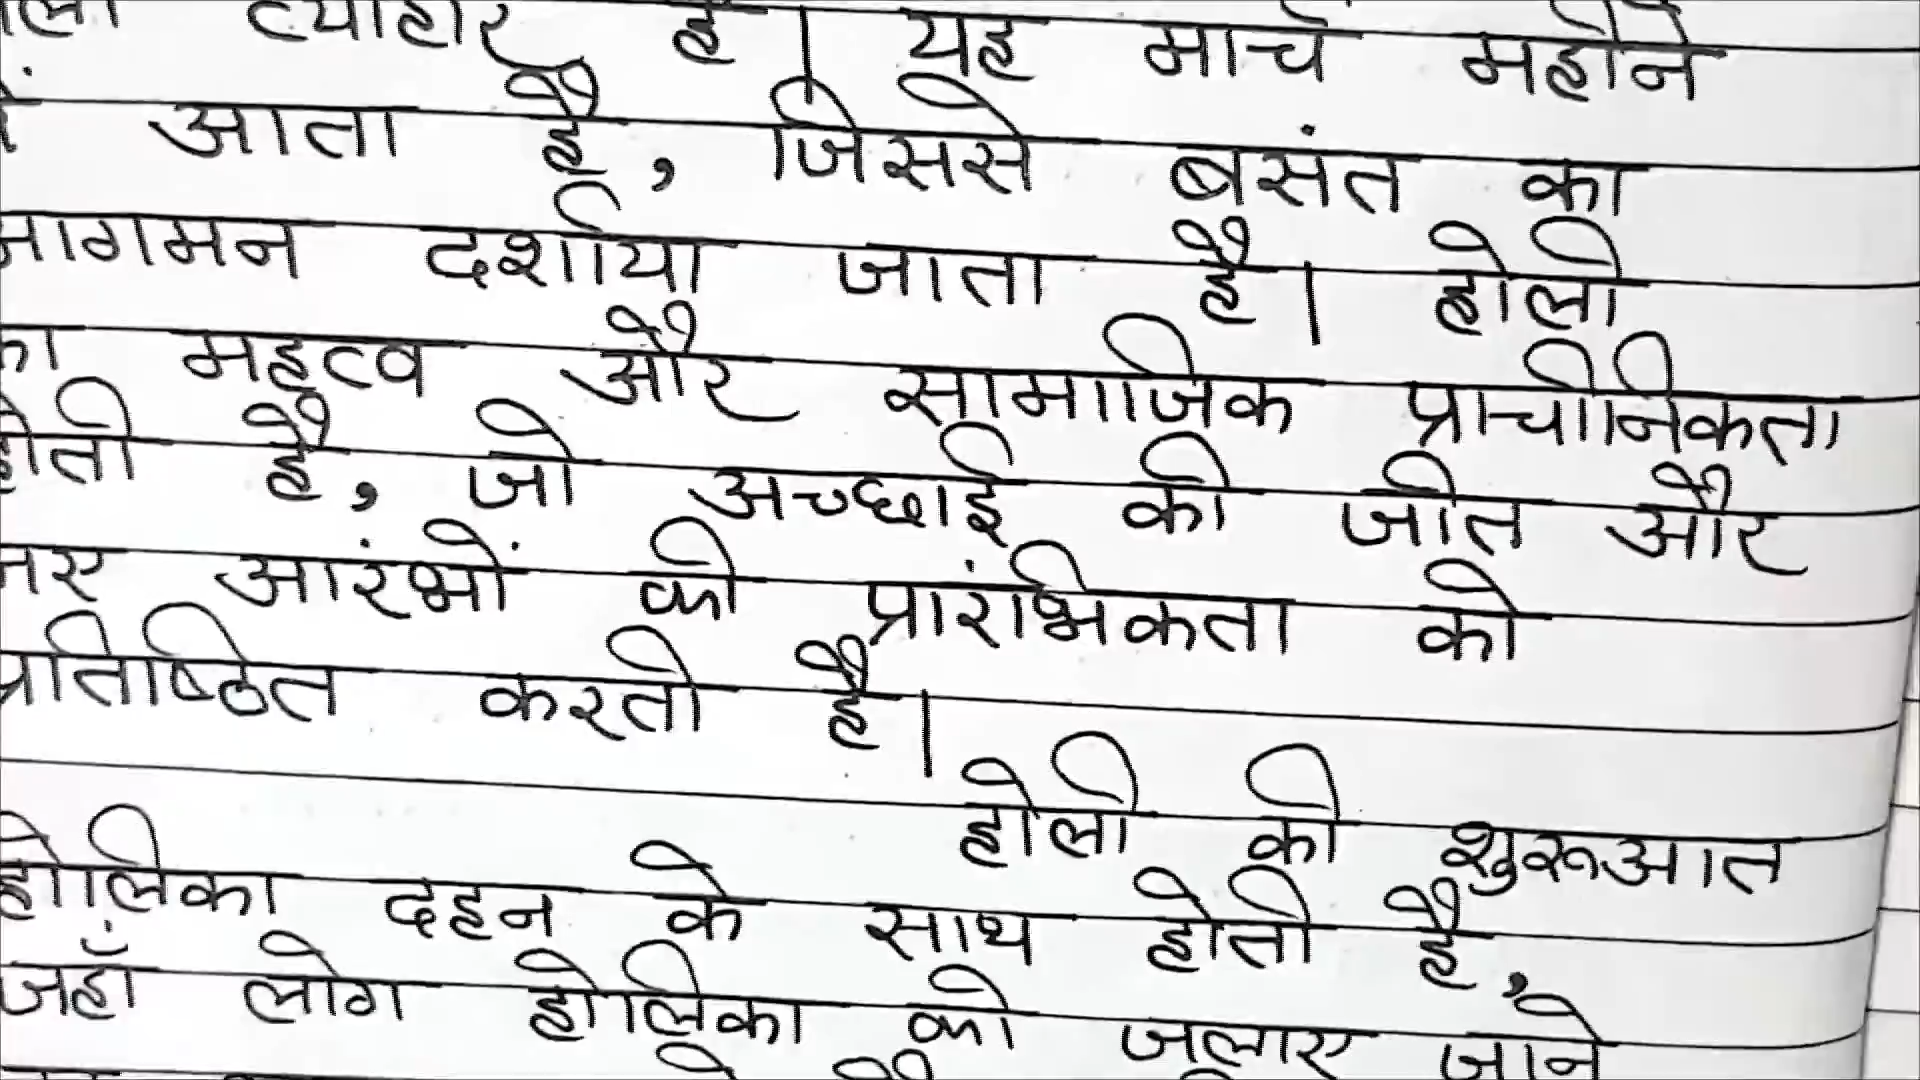 त्योहार है। यह मार्च महीने
में आता है, जिससे बसंत का
आगमन दर्शाया जाता है। होली
का महत्व और सामाजिक प्राचीनिकता
होती है, जो अच्छाई की जीत और
नए आरंभों की प्रारंभिकता को
प्रतिष्ठित करती है।
होली की शुरूआत
होलिका दहन के साथ होती है,
जहाँ लोग होलिका को जलाए जाने